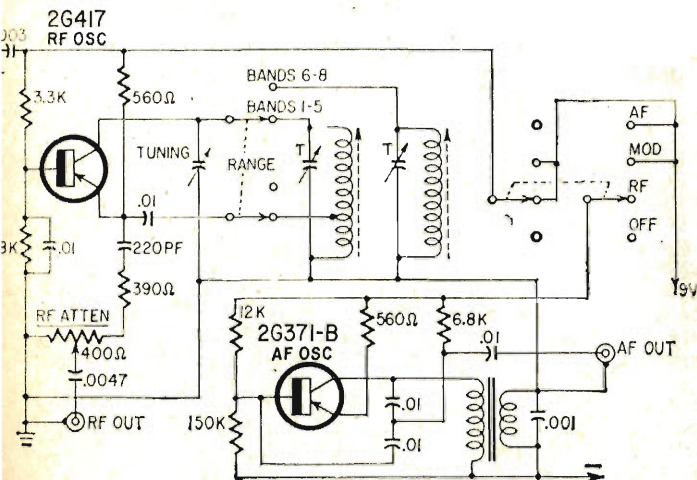 2G417
RF OSC
003
3.3K
560Ω
BANDS 6-8
BANDS 1-5
TUNING
RANGE
T
T
AF
MOD
RF
OFF
.01
.01
220PF
390Ω
RF ATTEN
400Ω
.0047
RF OUT
12K
2G371-B
AF OSC
560Ω
6.8K
.01
AF OUT
9V
150K
.01
.01
.001